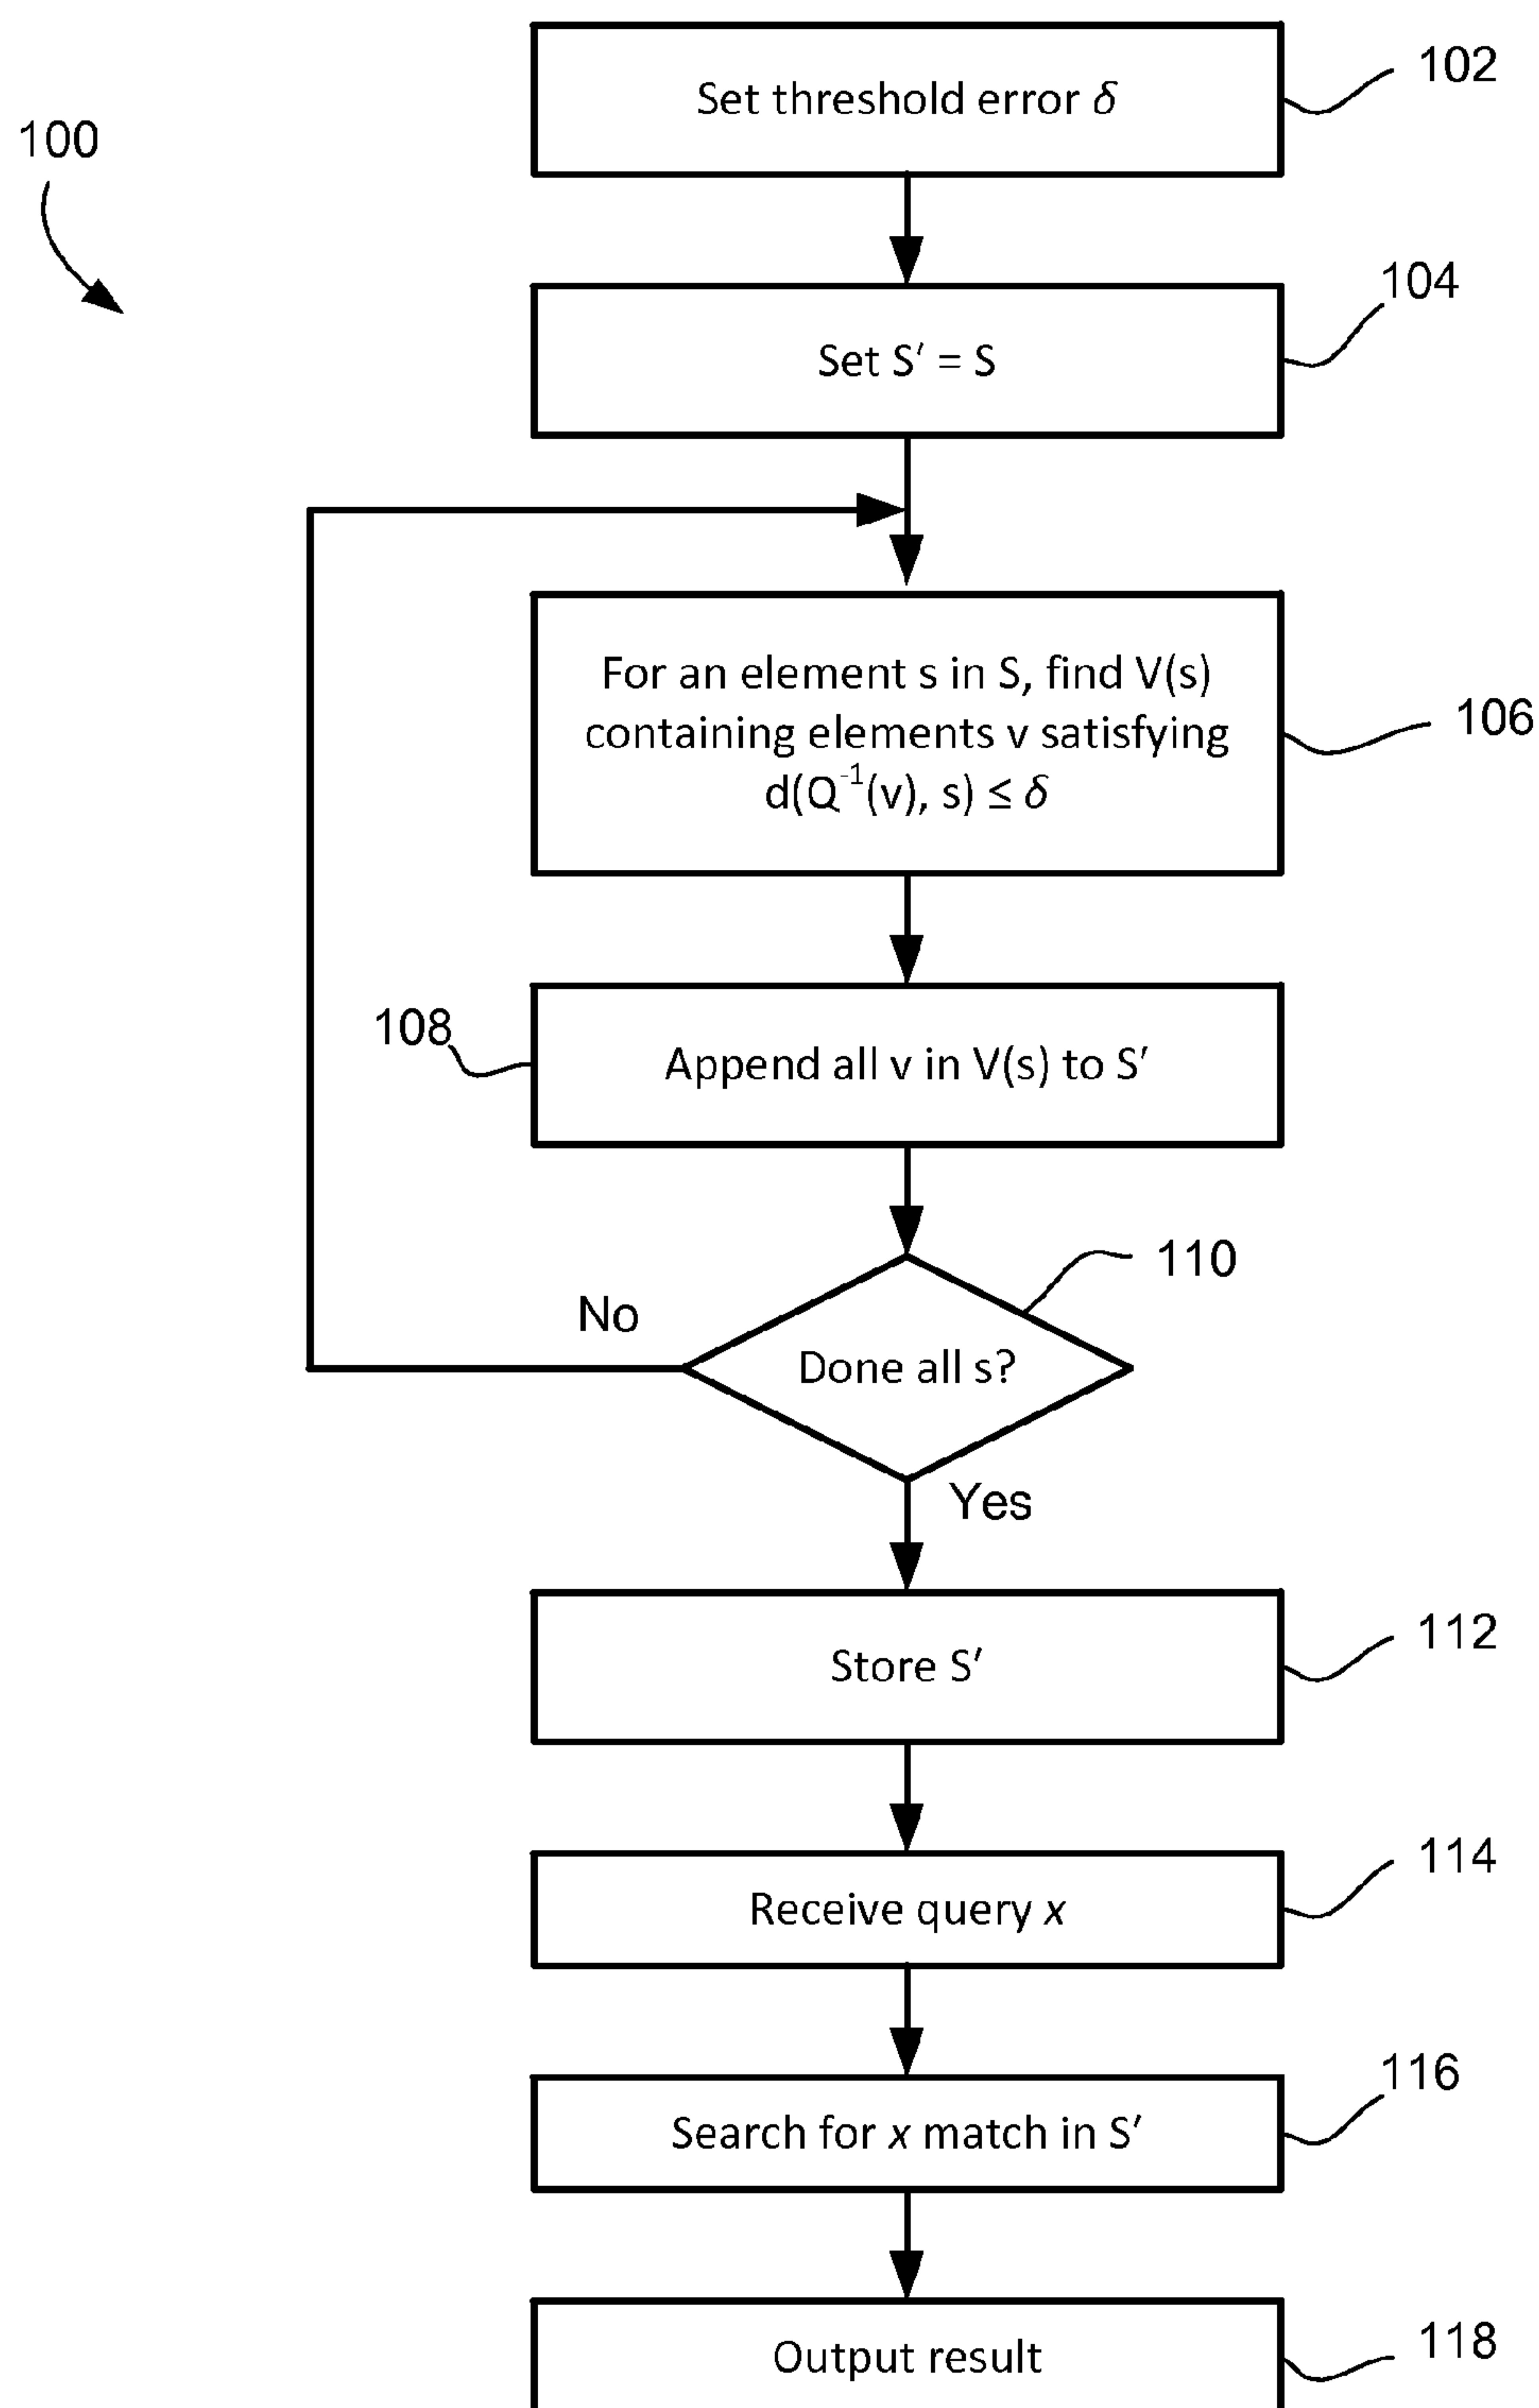 102
Set threshold error δ
100
104
Set S′ = S
For an element s in S, find V(s)
containing elements v satisfying
d(Q⁻¹(v), s) ≤ δ
106
108
Append all v in V(s) to S′
110
No
Done all s?
Yes
112
Store S′
114
Receive query x
116
Search for x match in S′
118
Output result